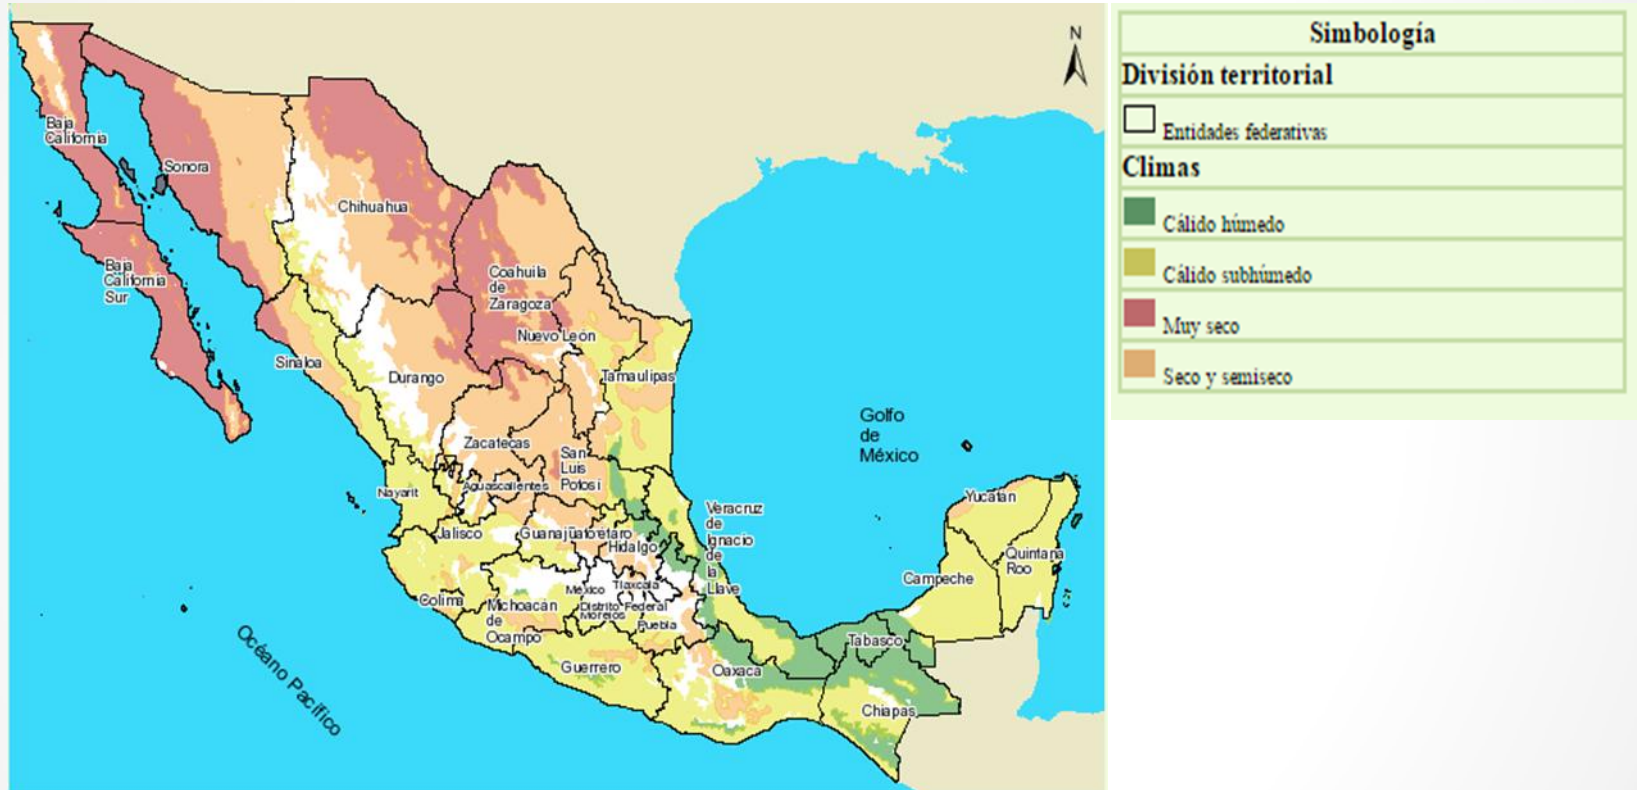 N
Baja
California
Sonora
Chihuahua
Baja
California
Sur
Coahuila
de
Zaragoza
Nuevo León
Sinaloa
Durango
Tamaulipas
Golfo
de
México
Zacatecas
San
Luis
Potosí
Aguascalientes
Nayarit
Yucatán
Veracruz
de
Ignacio
de
la
Llave
Jalisco
Guanajuato
Hidalgo
Quintana
Roo
Campeche
México
Tlaxcala
Colima
Michoacán
de
Ocampo
Distrito Federal
Morelos
Puebla
Tabasco
Guerrero
Oaxaca
Océano Pacífico
Chiapas
Simbología
División territorial
Entidades federativas
Climas
Cálido húmedo
Cálido subhúmedo
Muy seco
Seco y semiseco